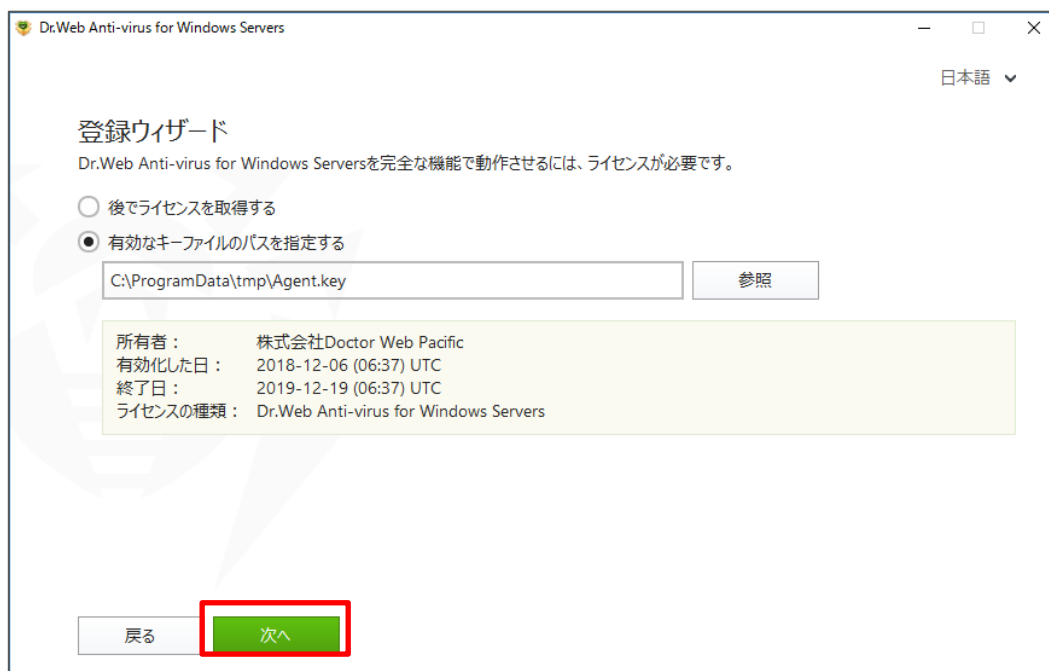 Dr.Web Anti-virus for Windows Servers
日本語
登録ウィザード
Dr.Web Anti-virus for Windows Serversを完全な機能で動作させるには、ライセンスが必要です。
後でライセンスを取得する
有効なキーファイルのパスを指定する
C:\ProgramData\tmp\Agent.key
参照
所有者： 株式会社Doctor Web Pacific
有効化した日： 2018-12-06 (06:37) UTC
終了日： 2019-12-19 (06:37) UTC
ライセンスの種類： Dr.Web Anti-virus for Windows Servers
戻る 次へ